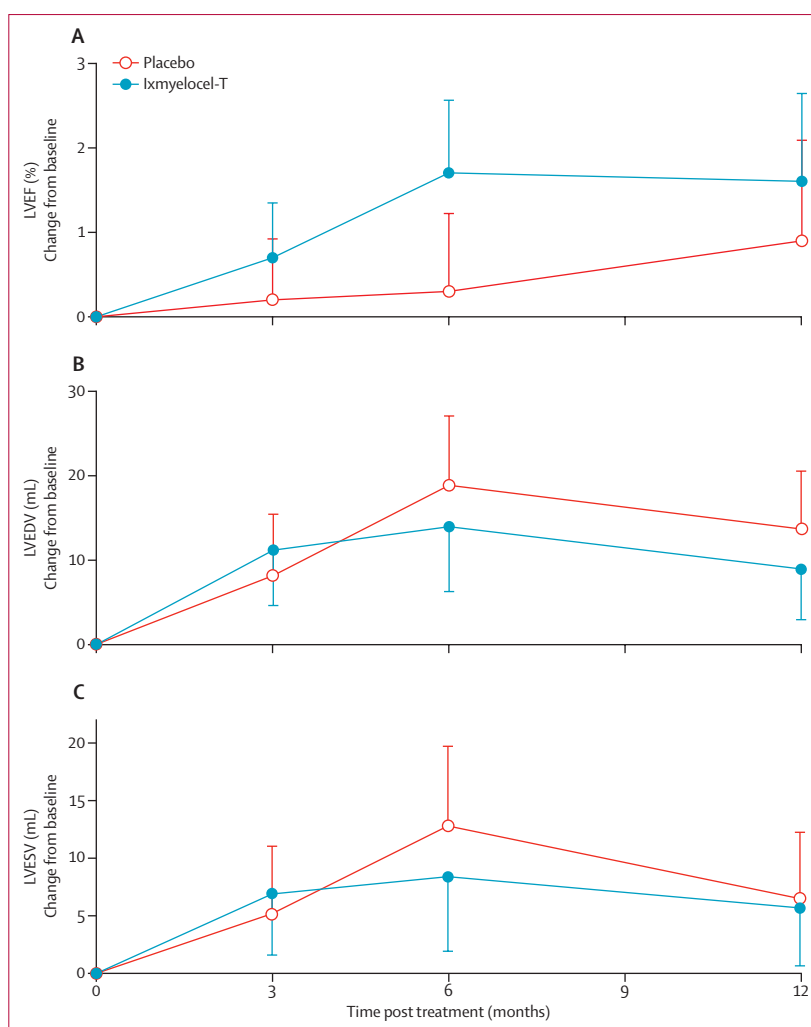 A
Placebo
Ixmyelocel-T
3
2
1
0
LVEF (%)
Change from baseline
B
30
20
10
0
LVEDV (mL)
Change from baseline
C
20
15
10
5
0
LVESV (mL)
Change from baseline
0
3
6
9
12
Time post treatment (months)